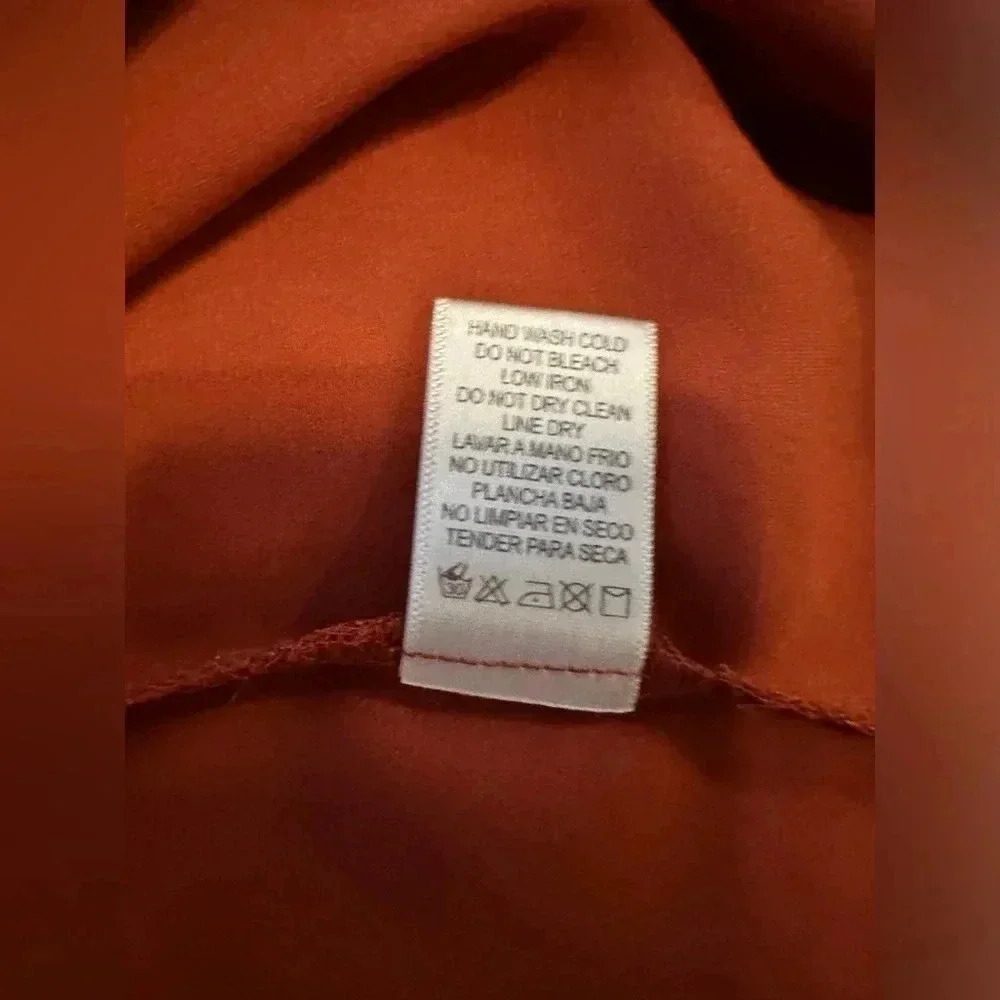 HAND WASH COLD
DO NOT BLEACH
LOW IRON
DO NOT DRY CLEAN
LINE DRY
LAVAR A MANO FRIO
NO UTILIZAR CLORO
PLANCHA BAJA
NO LIMPIAR EN SECO
TENDER PARA SECA
30